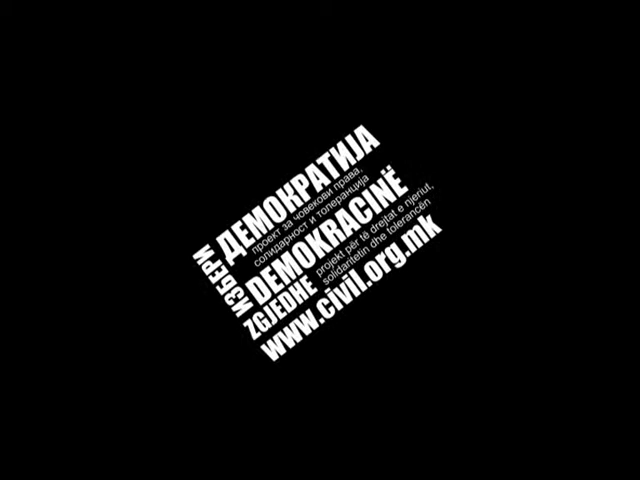 ИЗБЕРИ
ДЕМОКРАТИЈА
проект за човекови права,
солидарност и толеранција
DEMOKRACINË
ZGJEDHE
projekt për të drejtat e njeriut,
solidaritetin dhe tolerancën
www.civil.org.mk